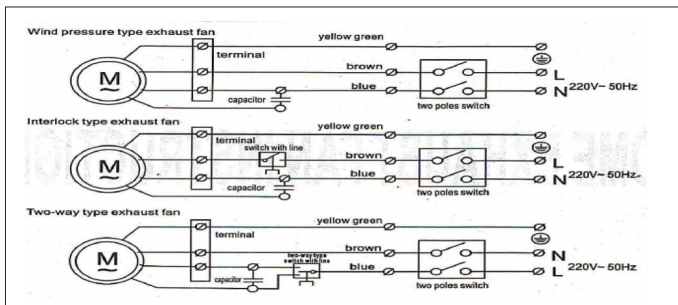 Wind pressure type exhaust fan
yellow green
terminal
brown
L
M
~
blue
N
220V~ 50Hz
capacitor
two poles switch
Interlock type exhaust fan
yellow green
terminal
switch with line
brown
L
M
~
blue
N
220V~ 50Hz
capacitor
two poles switch
Two-way type exhaust fan
yellow green
terminal
brown
N
two-way type
switch with line
M
~
blue
L
220V~ 50Hz
capacitor
two poles switch